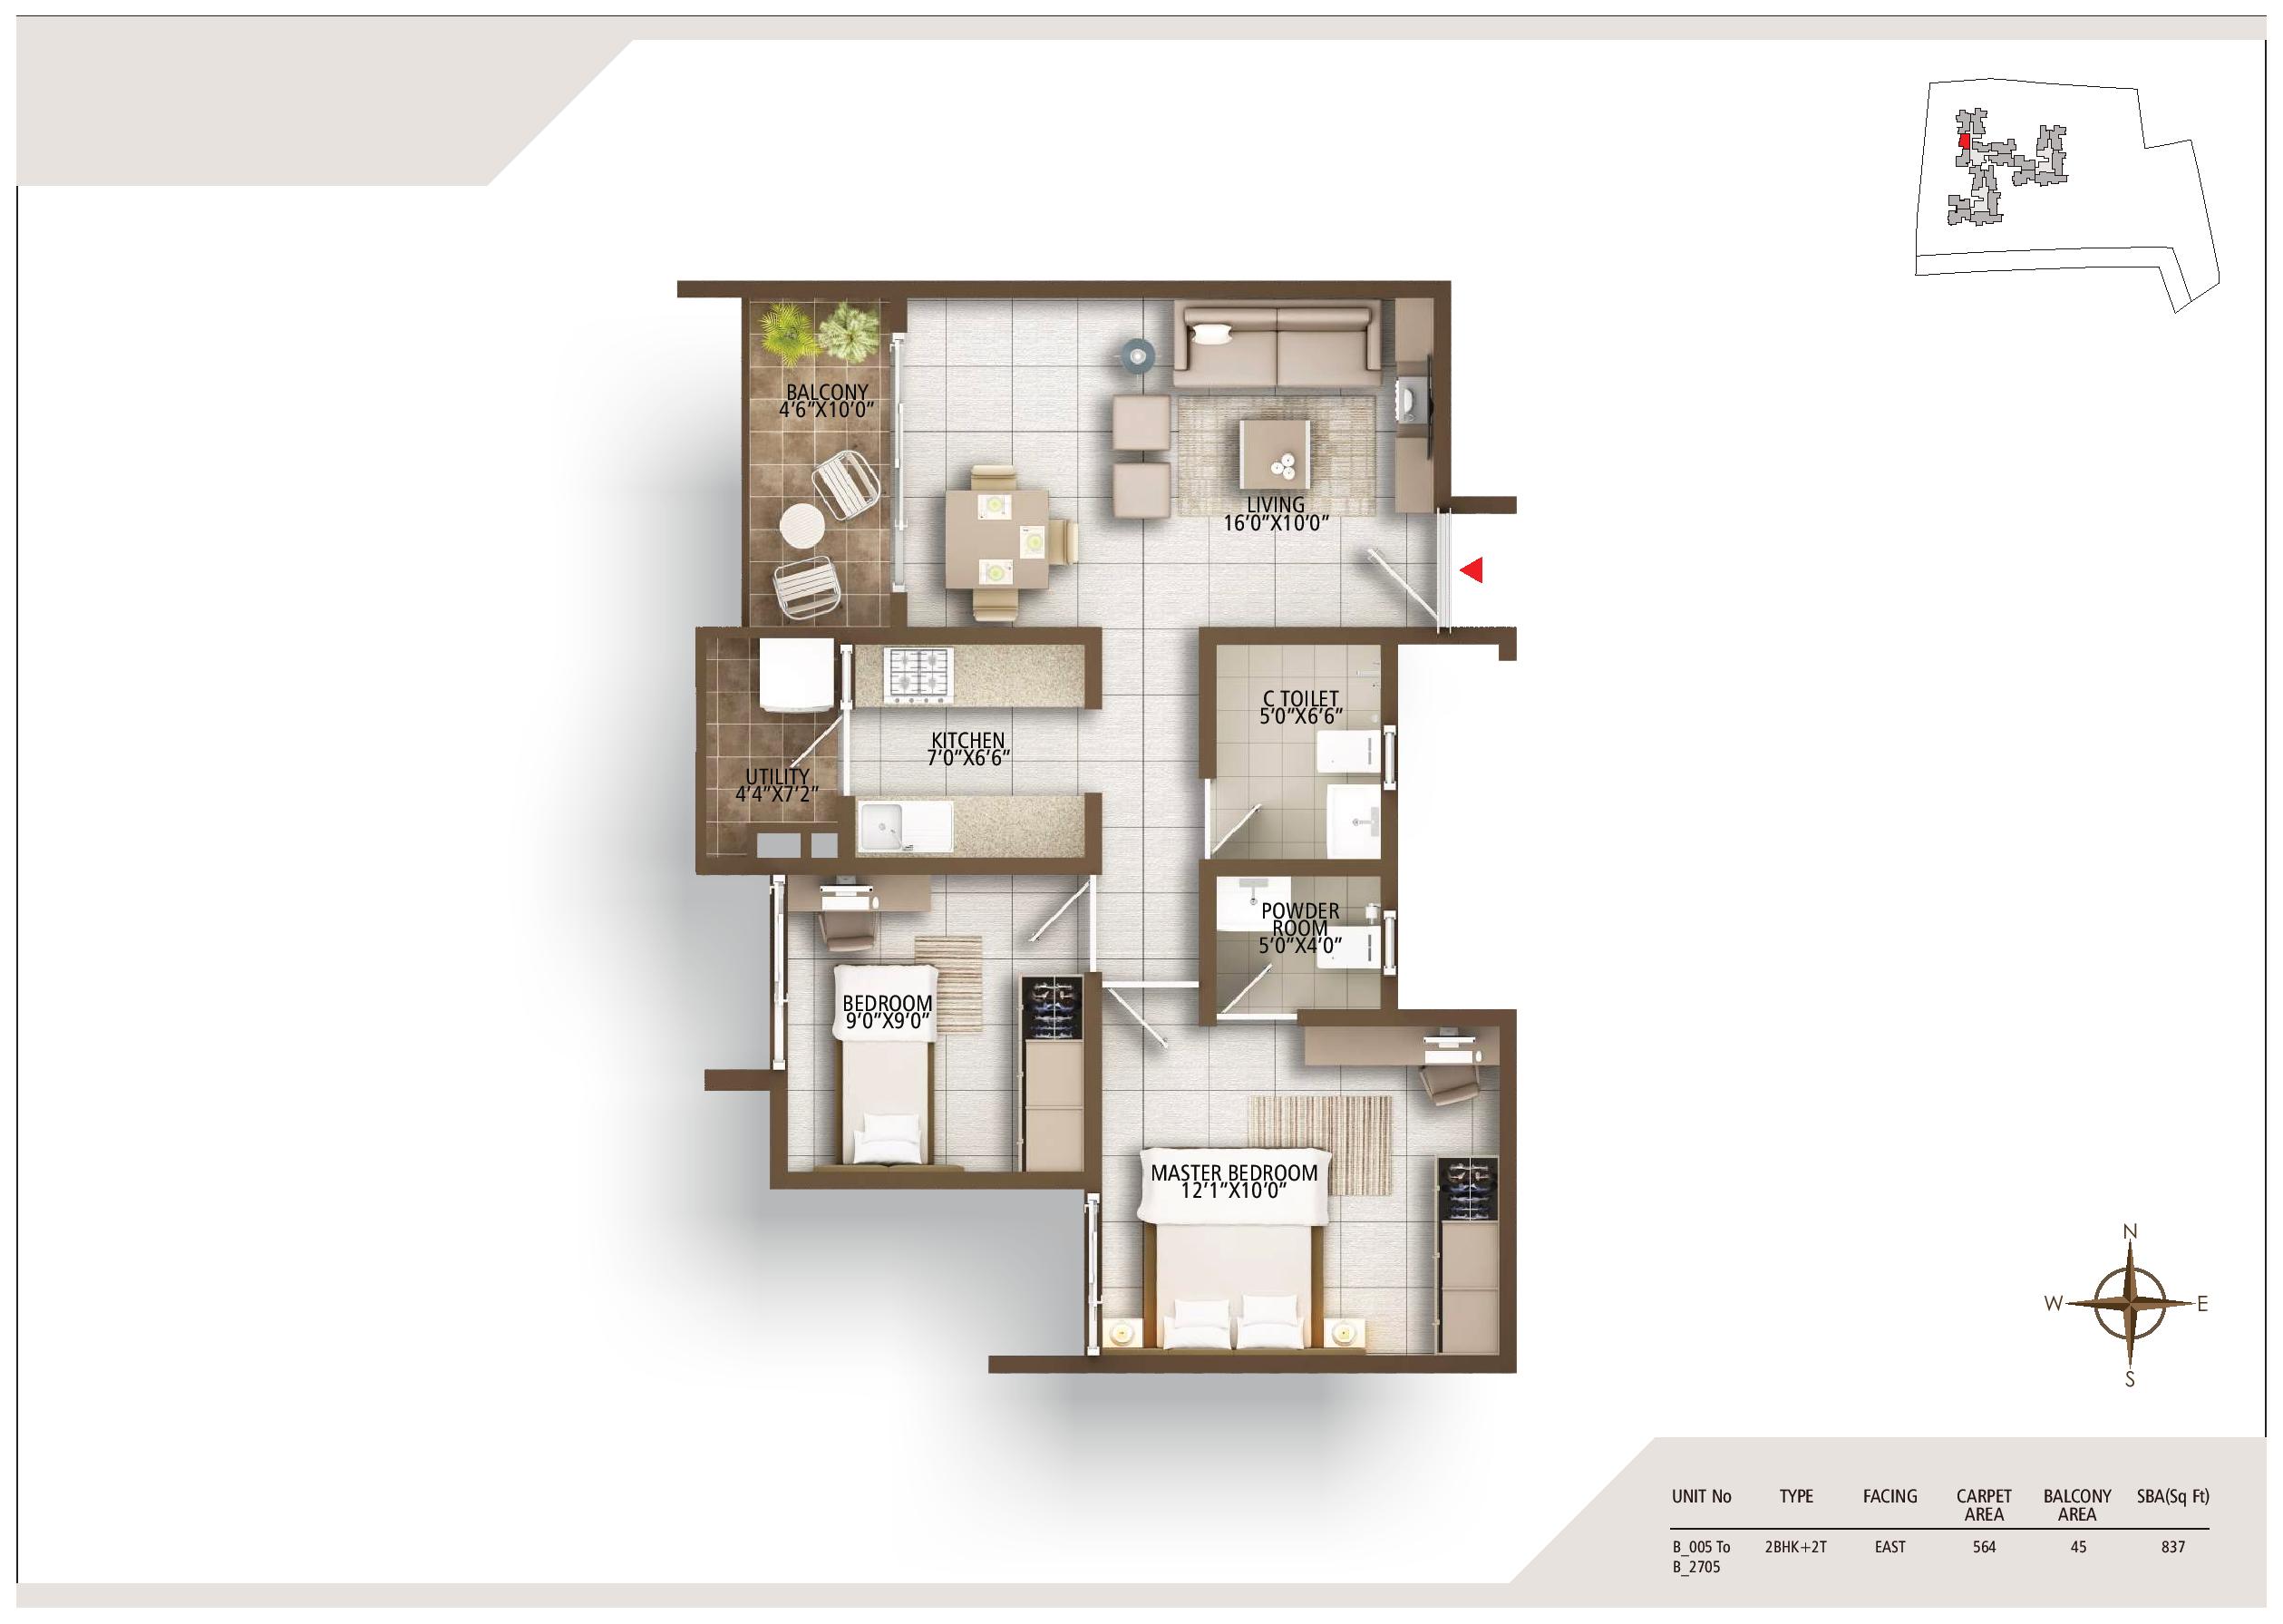 BALCONY
4'6"X10'0"
LIVING
16'0"X10'0"
C TOILET
5'0"X6'6"
KITCHEN
7'0"X6'6"
UTILITY
4'4"X7'2"
POWDER
ROOM
5'0"X4'0"
BEDROOM
9'0"X9'0"
MASTER BEDROOM
12'1"X10'0"
N
W E
S
UNIT No TYPE FACING CARPET AREA BALCONY AREA SBA(Sq Ft)
B_005 To B_2705 2BHK+2T EAST 564 45 837